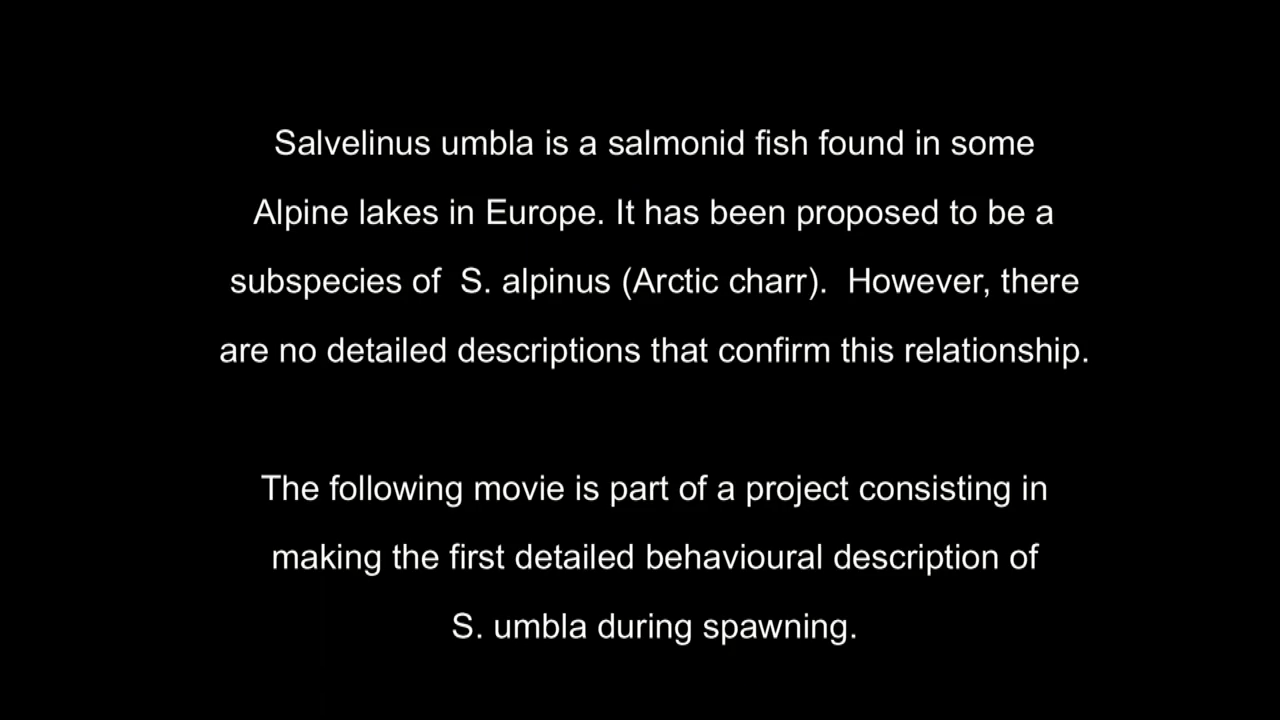 Salvelinus umbla is a salmonid fish found in some
Alpine lakes in Europe. It has been proposed to be a
subspecies of  S. alpinus (Arctic charr).  However, there
are no detailed descriptions that confirm this relationship.
The following movie is part of a project consisting in
making the first detailed behavioural description of
S. umbla during spawning.